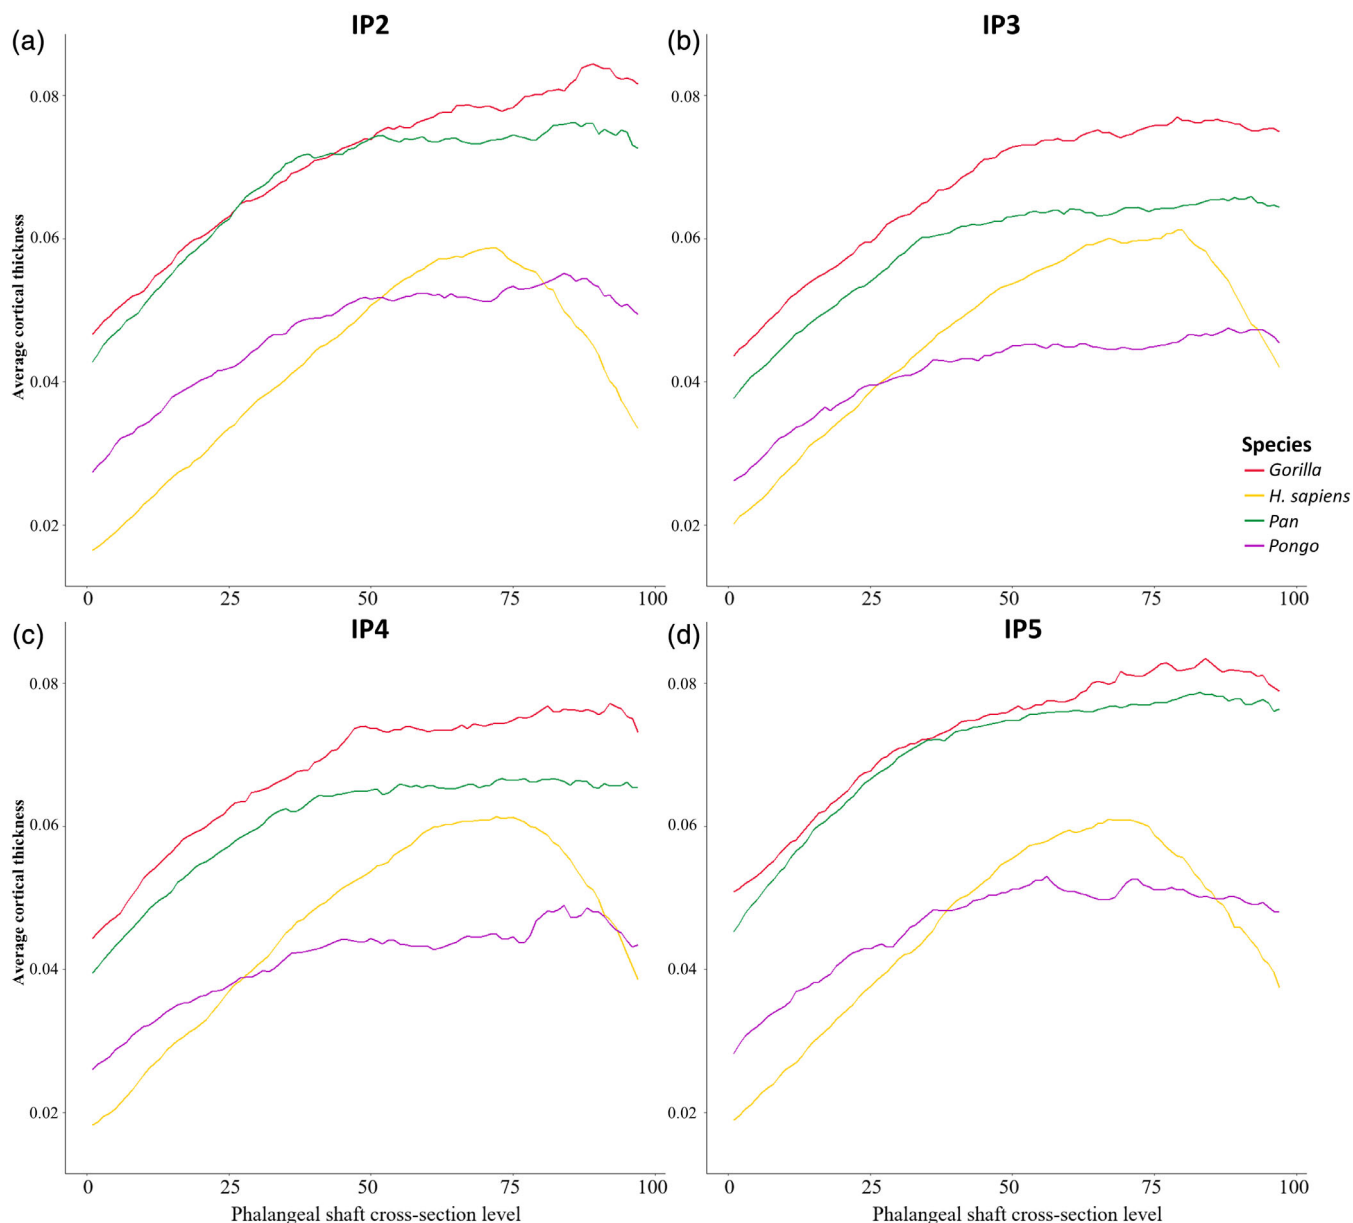 (a)
IP2
(b)
IP3
0.08
0.06
0.04
0.02
Average cortical thickness
0 25 50 75 100
0.08
0.06
0.04
0.02
0 25 50 75 100
Species
Gorilla
H. sapiens
Pan
Pongo
(c)
IP4
(d)
IP5
0.08
0.06
0.04
0.02
Average cortical thickness
0 25 50 75 100
Phalangeal shaft cross-section level
0.08
0.06
0.04
0.02
0 25 50 75 100
Phalangeal shaft cross-section level